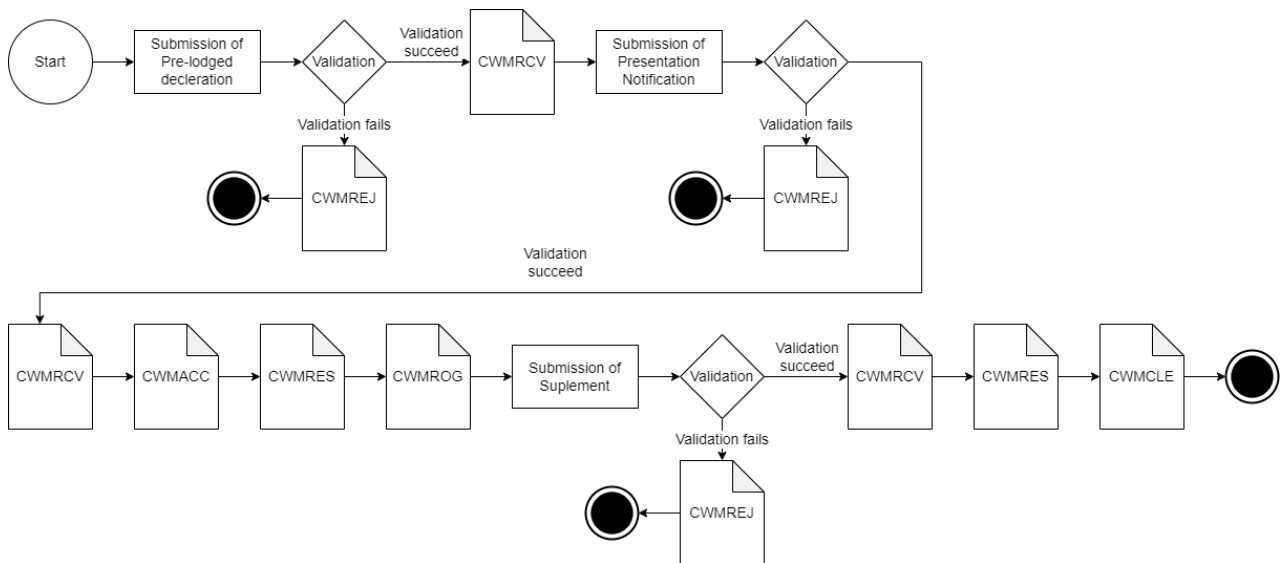 Start
Submission of
Pre-lodged
decleration
Validation
Validation
succeed
CWMRCV
Submission of
Presentation
Notification
Validation
Validation fails
CWMREJ
Validation fails
CWMREJ
Validation
succeed
CWMRCV
CWMACC
CWMRES
CWMROG
Submission of
Suplement
Validation
Validation
succeed
CWMRCV
CWMRES
CWMCLE
Validation fails
CWMREJ